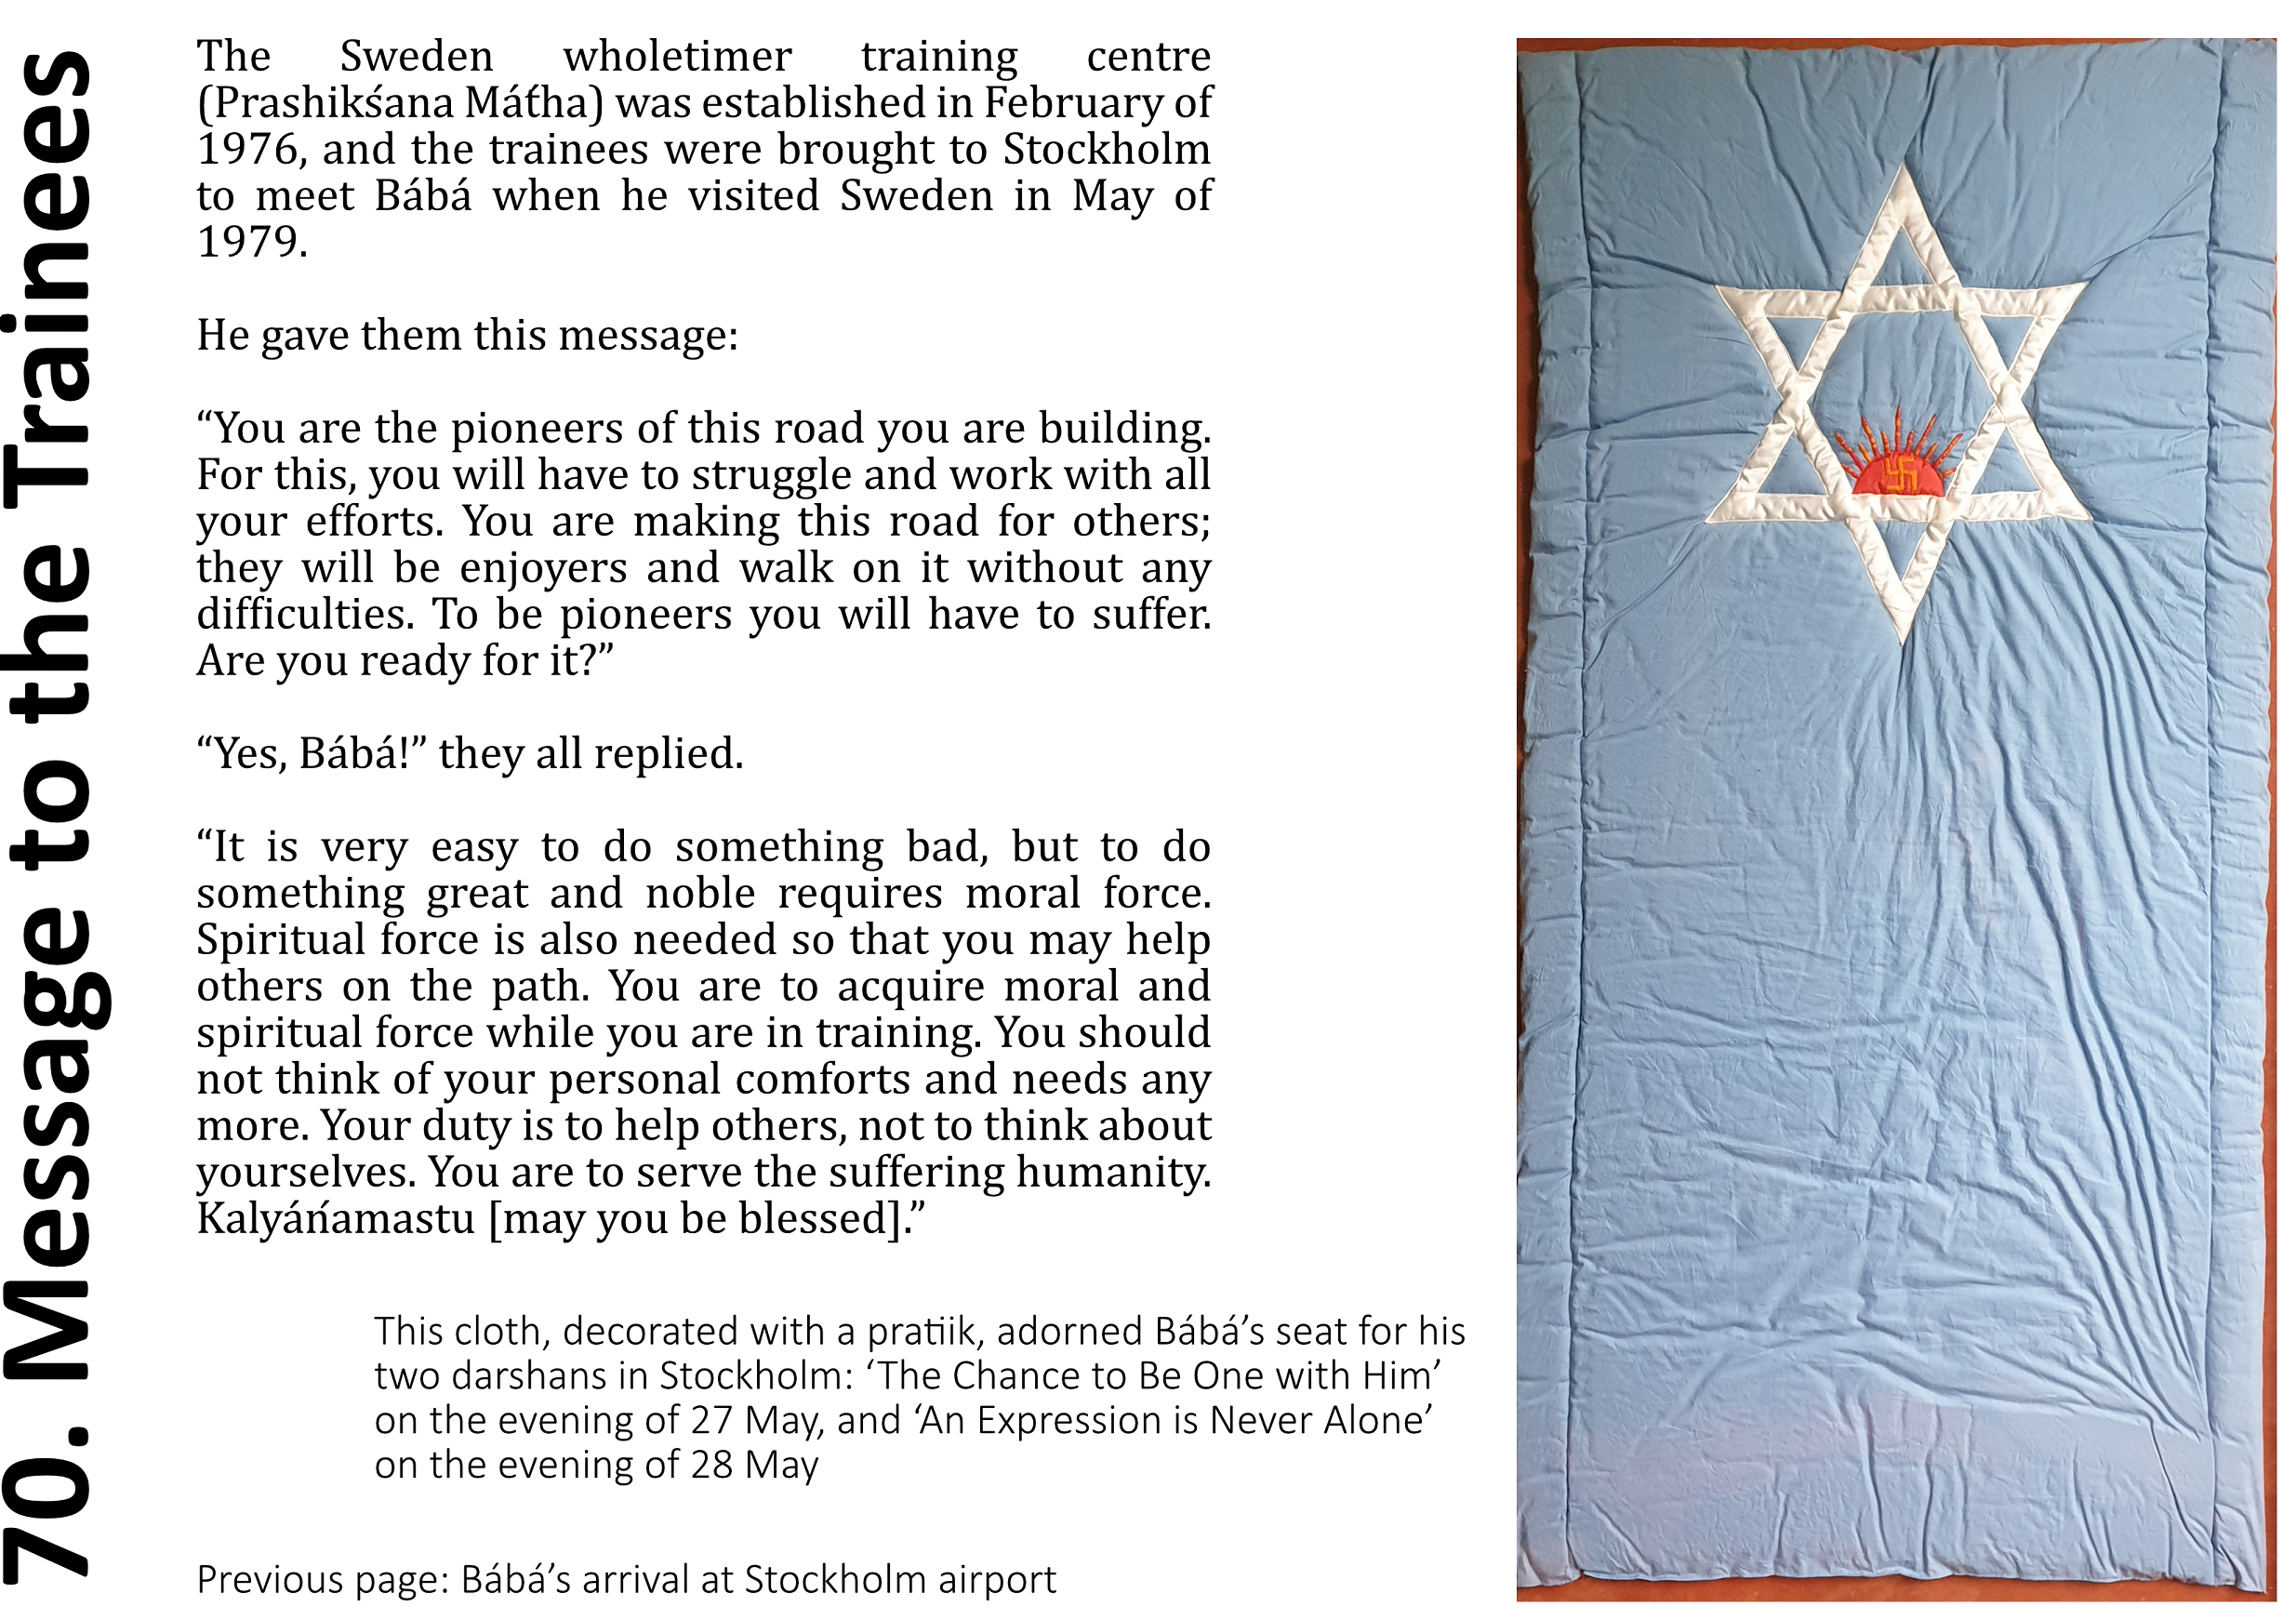 70. Message to the Trainees
The Sweden wholetimer training centre
(Prashikśana Mát́ha) was established in February of
1976, and the trainees were brought to Stockholm
to meet Bábá when he visited Sweden in May of
1979.
He gave them this message:
“You are the pioneers of this road you are building.
For this, you will have to struggle and work with all
your efforts. You are making this road for others;
they will be enjoyers and walk on it without any
difficulties. To be pioneers you will have to suffer.
Are you ready for it?”
“Yes, Bábá!” they all replied.
“It is very easy to do something bad, but to do
something great and noble requires moral force.
Spiritual force is also needed so that you may help
others on the path. You are to acquire moral and
spiritual force while you are in training. You should
not think of your personal comforts and needs any
more. Your duty is to help others, not to think about
yourselves. You are to serve the suffering humanity.
Kalyáńamastu [may you be blessed].”
This cloth, decorated with a pratiik, adorned Bábá’s seat for his
two darshans in Stockholm: ‘The Chance to Be One with Him’
on the evening of 27 May, and ‘An Expression is Never Alone’
on the evening of 28 May
Previous page: Bábá’s arrival at Stockholm airport